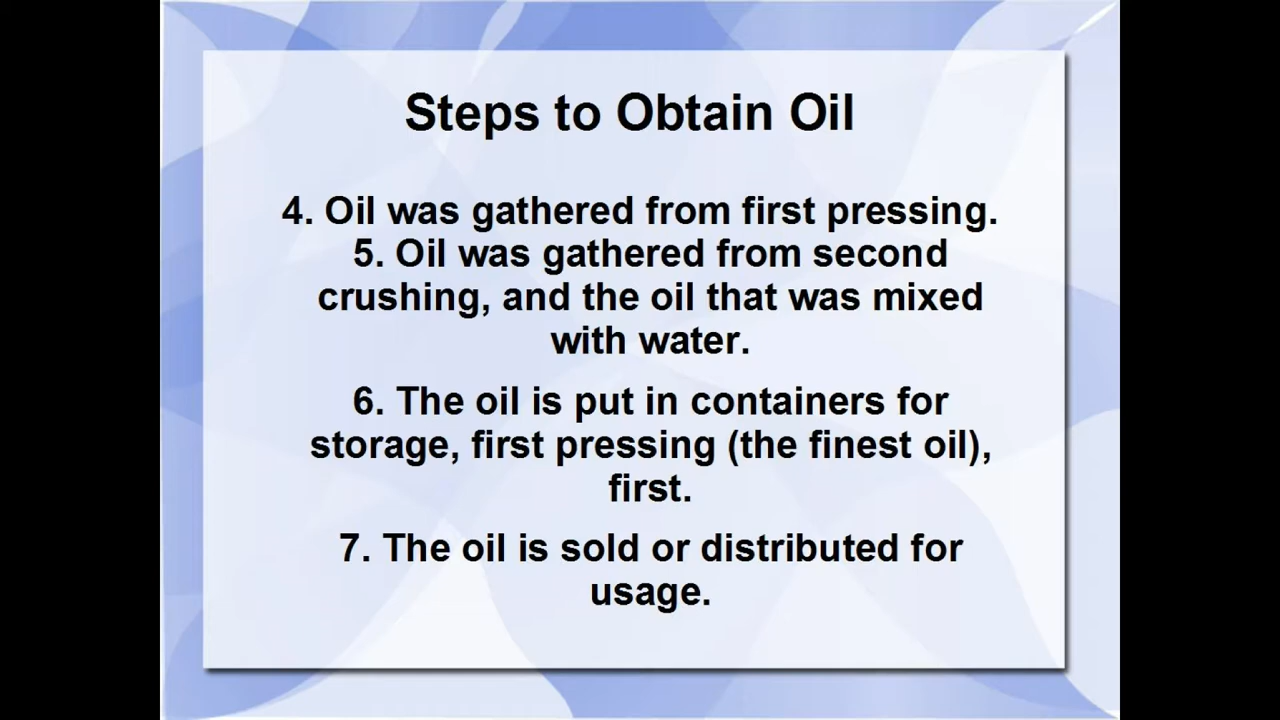 Steps to Obtain Oil
4. Oil was gathered from first pressing.
5. Oil was gathered from second
crushing, and the oil that was mixed
with water.
6. The oil is put in containers for
storage, first pressing (the finest oil),
first.
7. The oil is sold or distributed for
usage.